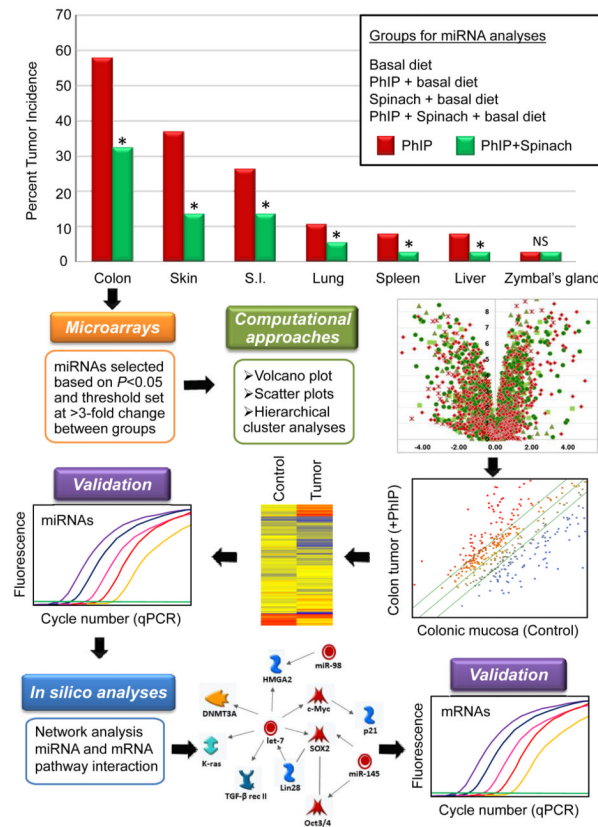 70
60
50
40
30
20
10
0
Percent Tumor Incidence
Groups for miRNA analyses
Basal diet
PhIP + basal diet
Spinach + basal diet
PhIP + Spinach + basal diet
PhIP
PhIP+Spinach
*
*
*
*
*
*
NS
Colon
Skin
S.I.
Lung
Spleen
Liver
Zymbal's gland
Microarrays
miRNAs selected
based on P<0.05
and threshold set
at >3-fold change
between groups
Computational
approaches
➢Volcano plot
➢Scatter plots
➢Hierarchical
cluster analyses
8
7
6
5
4
3
2
1
-4.00
-2.00
0.00
2.00
4.00
Validation
miRNAs
Fluorescence
Cycle number (qPCR)
Control
Tumor
Colon tumor (+PhIP)
Colonic mucosa (Control)
In silico analyses
Network analysis
miRNA and mRNA
pathway interaction
miR-98
HMGA2
DNMT3A
c-Myc
p21
let-7
SOX2
K-ras
miR-145
TGF-β rec II
Lin28
Oct3/4
Validation
mRNAs
Fluorescence
Cycle number (qPCR)